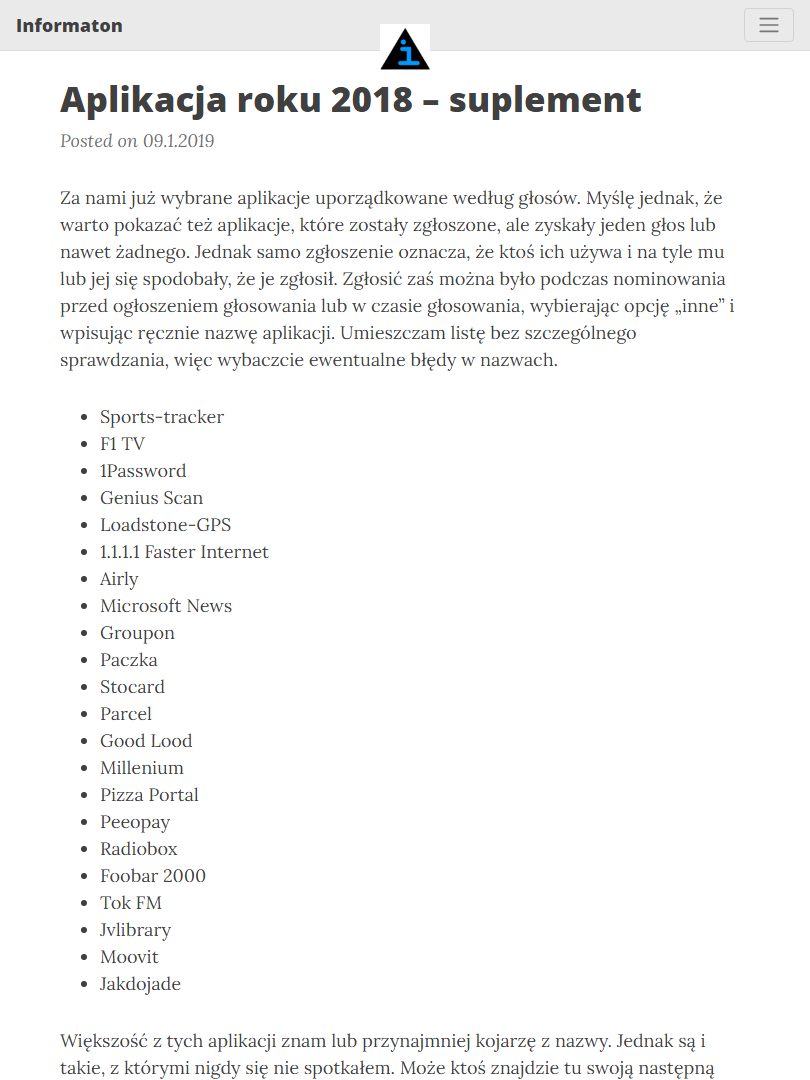 Informaton
i
Aplikacja roku 2018 – suplement
Posted on 09.1.2019
Za nami już wybrane aplikacje uporządkowane według głosów. Myślę jednak, że
warto pokazać też aplikacje, które zostały zgłoszone, ale zyskały jeden głos lub
nawet żadnego. Jednak samo zgłoszenie oznacza, że ktoś ich używa i na tyle mu
lub jej się spodobały, że je zgłosił. Zgłosić zaś można było podczas nominowania
przed ogłoszeniem głosowania lub w czasie głosowania, wybierając opcję „inne” i
wpisując ręcznie nazwę aplikacji. Umieszczam listę bez szczególnego
sprawdzania, więc wybaczcie ewentualne błędy w nazwach.
• Sports-tracker
• F1 TV
• 1Password
• Genius Scan
• Loadstone-GPS
• 1.1.1.1 Faster Internet
• Airly
• Microsoft News
• Groupon
• Paczka
• Stocard
• Parcel
• Good Lood
• Millenium
• Pizza Portal
• Peeopay
• Radiobox
• Foobar 2000
• Tok FM
• Jvlibrary
• Moovit
• Jakdojade
Większość z tych aplikacji znam lub przynajmniej kojarzę z nazwy. Jednak są i
takie, z którymi nigdy się nie spotkałem. Może ktoś znajdzie tu swoją następną